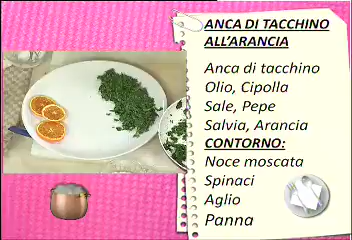 ANCA DI TACCHINO
ALL'ARANCIA
Anca di tacchino
Olio, Cipolla
Sale, Pepe
Salvia, Arancia
CONTORNO:
Noce moscata
Spinaci
Aglio
Panna